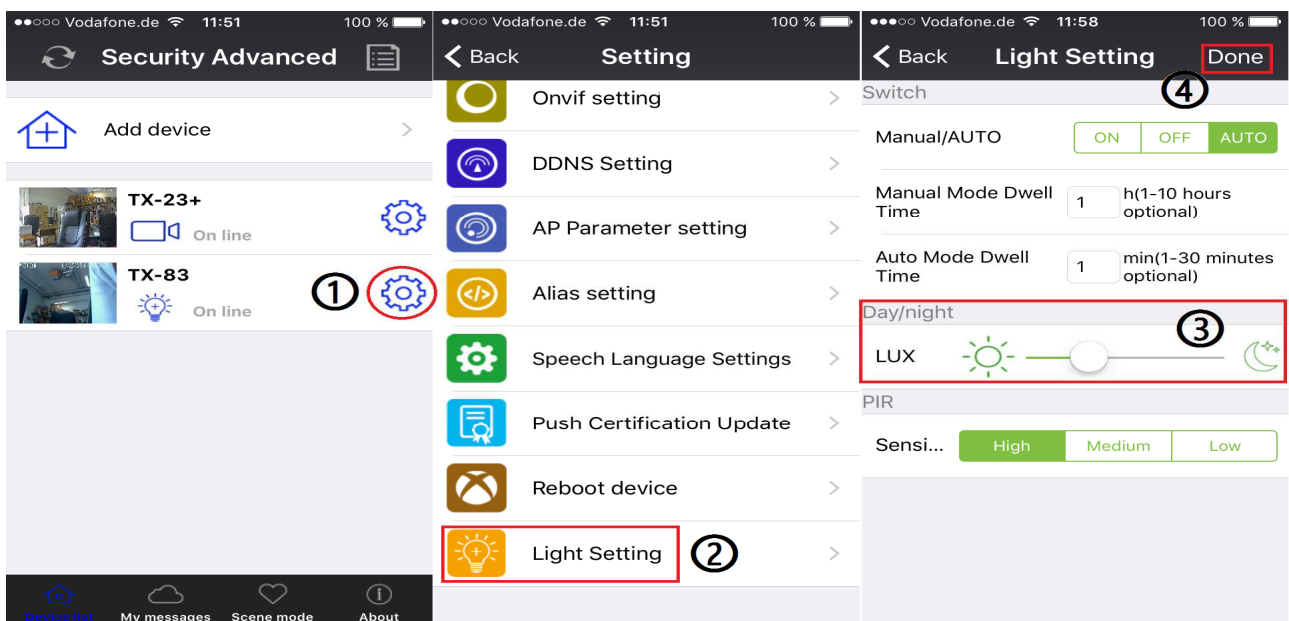 Vodafone.de 11:51 100 %
Security Advanced
Add device
TX-23+
On line
TX-83
On line
1
Device list
My messages
Scene mode
About
Vodafone.de 11:51 100 %
Back Setting
Onvif setting
DDNS Setting
AP Parameter setting
Alias setting
</>
Speech Language Settings
Push Certification Update
Reboot device
Light Setting
2
Vodafone.de 11:58 100 %
Back Light Setting Done
4
Switch
Manual/AUTO ON OFF AUTO
Manual Mode Dwell
Time
1
h(1-10 hours
optional)
Auto Mode Dwell
Time
1
min(1-30 minutes
optional)
Day/night
3
LUX
PIR
Sensi... High Medium Low